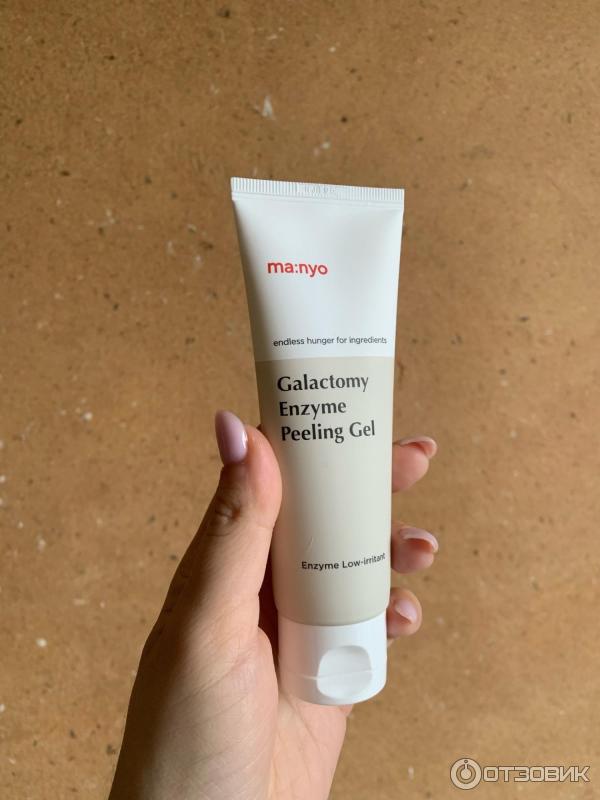 ma:nyo
endless hunger for ingredients
Galactomy
Enzyme
Peeling Gel
Enzyme Low-irritant
ОТЗОВИК